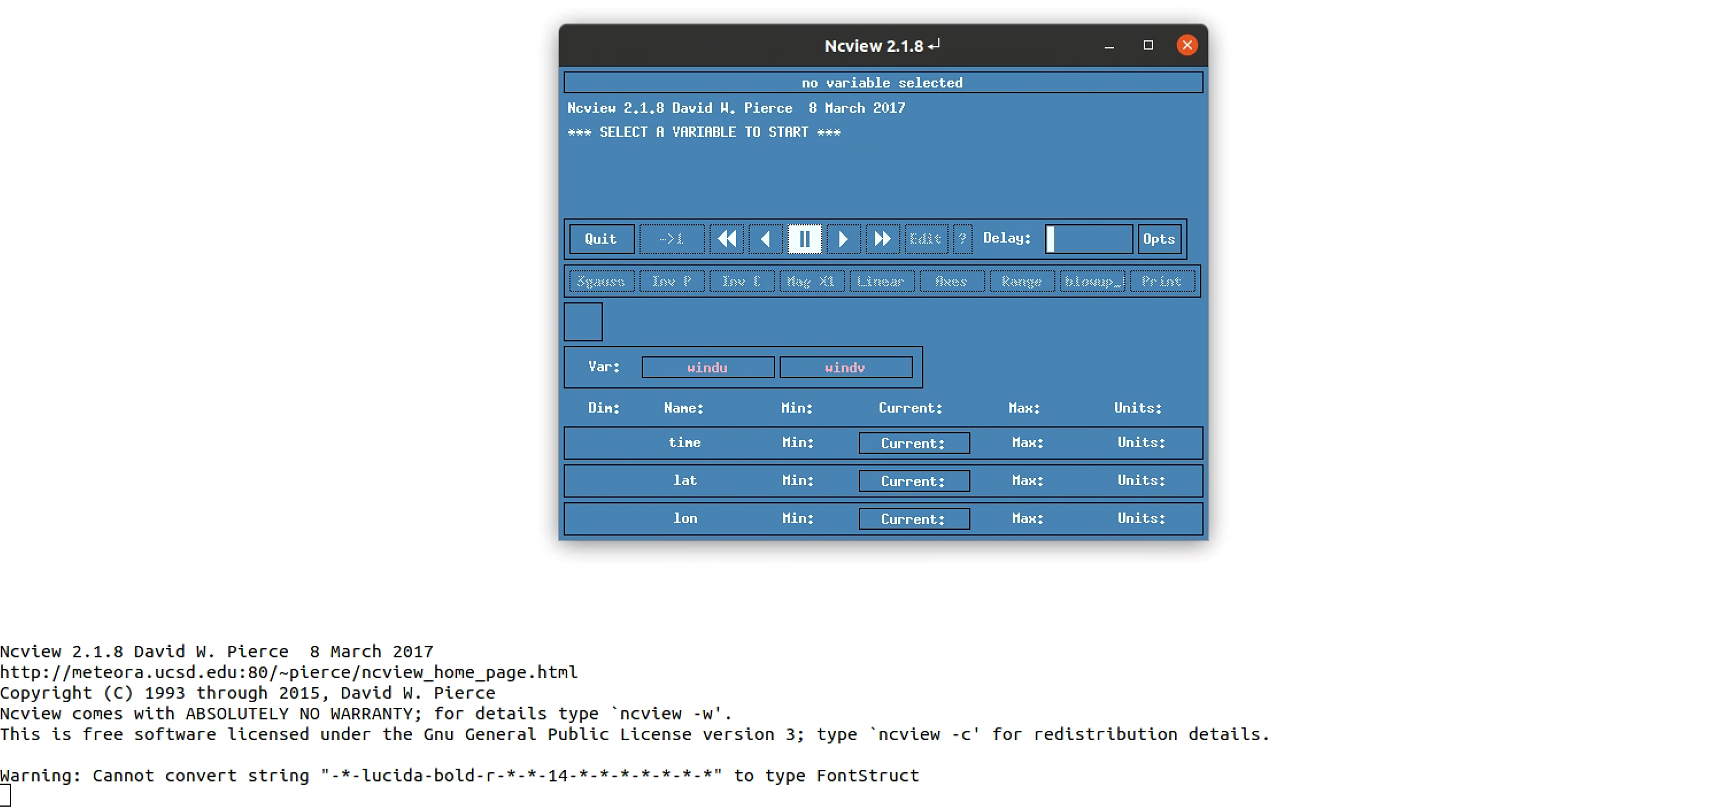 Ncview 2.1.8
no variable selected
Ncview 2.1.8 David W. Pierce  8 March 2017
*** SELECT A VARIABLE TO START ***
Quit ->1 Edit ? Delay: Opts
3gauss Inv P Inv C Mag X1 Linear Axes Range blowup_ Print
Var: windu windv
Dim: Name: Min: Current: Max: Units:
time Min: Current: Max: Units:
lat Min: Current: Max: Units:
lon Min: Current: Max: Units:
Ncview 2.1.8 David W. Pierce  8 March 2017
http://meteora.ucsd.edu:80/~pierce/ncview_home_page.html
Copyright (C) 1993 through 2015, David W. Pierce
Ncview comes with ABSOLUTELY NO WARRANTY; for details type `ncview -w'.
This is free software licensed under the Gnu General Public License version 3; type `ncview -c' for redistribution details.
Warning: Cannot convert string "-*-lucida-bold-r-*-*-14-*-*-*-*-*-*-*" to type FontStruct